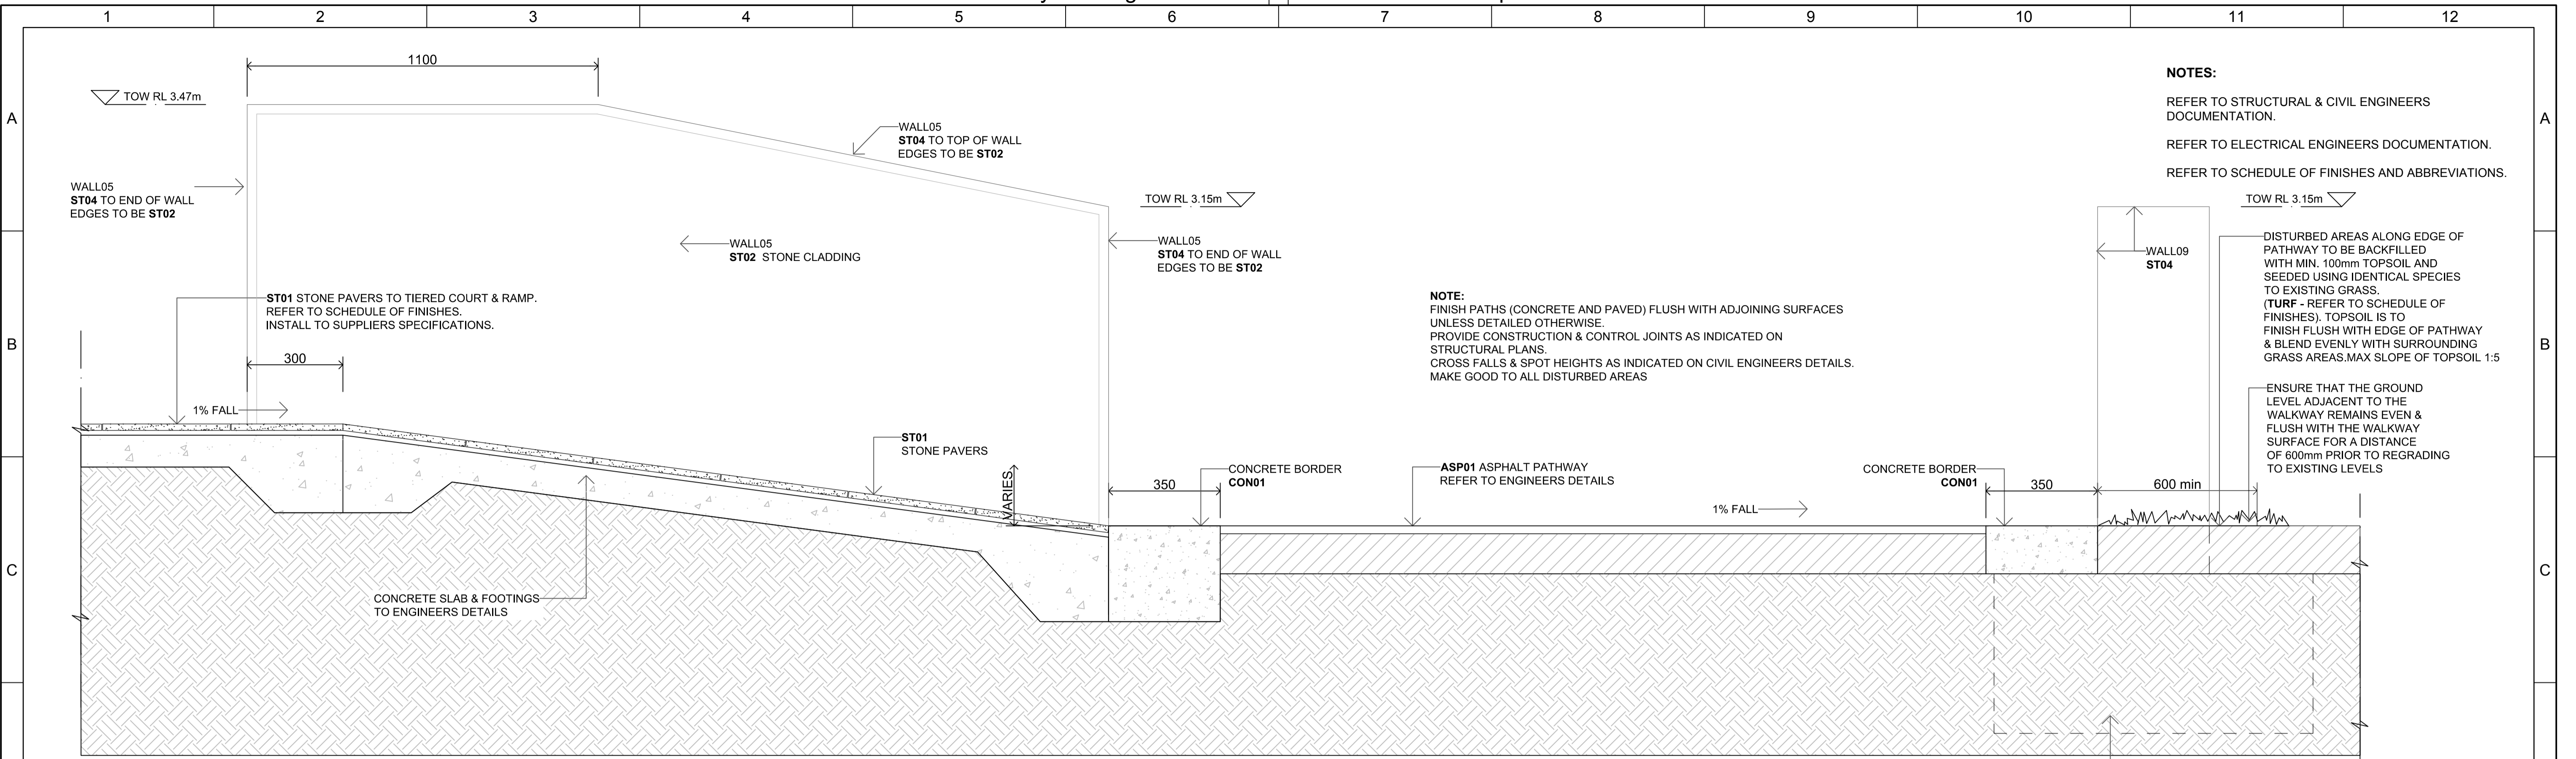 1 2 3 4 5 6 7 8 9 10 11 12
A
B
C
A
B
C
1100
TOW RL 3.47m
WALL05
ST04 TO END OF WALL
EDGES TO BE ST02
WALL05
ST04 TO TOP OF WALL
EDGES TO BE ST02
TOW RL 3.15m
WALL05
ST02 STONE CLADDING
WALL05
ST04 TO END OF WALL
EDGES TO BE ST02
ST01 STONE PAVERS TO TIERED COURT & RAMP.
REFER TO SCHEDULE OF FINISHES.
INSTALL TO SUPPLIERS SPECIFICATIONS.
300
1% FALL
ST01
STONE PAVERS
VARIES
350
CONCRETE BORDER
CON01
CONCRETE SLAB & FOOTINGS
TO ENGINEERS DETAILS
NOTE:
FINISH PATHS (CONCRETE AND PAVED) FLUSH WITH ADJOINING SURFACES
UNLESS DETAILED OTHERWISE.
PROVIDE CONSTRUCTION & CONTROL JOINTS AS INDICATED ON
STRUCTURAL PLANS.
CROSS FALLS & SPOT HEIGHTS AS INDICATED ON CIVIL ENGINEERS DETAILS.
MAKE GOOD TO ALL DISTURBED AREAS
ASP01 ASPHALT PATHWAY
REFER TO ENGINEERS DETAILS
1% FALL
CONCRETE BORDER
CON01
350
600 min
NOTES:
REFER TO STRUCTURAL & CIVIL ENGINEERS
DOCUMENTATION.
REFER TO ELECTRICAL ENGINEERS DOCUMENTATION.
REFER TO SCHEDULE OF FINISHES AND ABBREVIATIONS.
TOW RL 3.15m
WALL09
ST04
DISTURBED AREAS ALONG EDGE OF
PATHWAY TO BE BACKFILLED
WITH MIN. 100mm TOPSOIL AND
SEEDED USING IDENTICAL SPECIES
TO EXISTING GRASS.
(TURF - REFER TO SCHEDULE OF
FINISHES). TOPSOIL IS TO
FINISH FLUSH WITH EDGE OF PATHWAY
& BLEND EVENLY WITH SURROUNDING
GRASS AREAS.MAX SLOPE OF TOPSOIL 1:5
ENSURE THAT THE GROUND
LEVEL ADJACENT TO THE
WALKWAY REMAINS EVEN &
FLUSH WITH THE WALKWAY
SURFACE FOR A DISTANCE
OF 600mm PRIOR TO REGRADING
TO EXISTING LEVELS